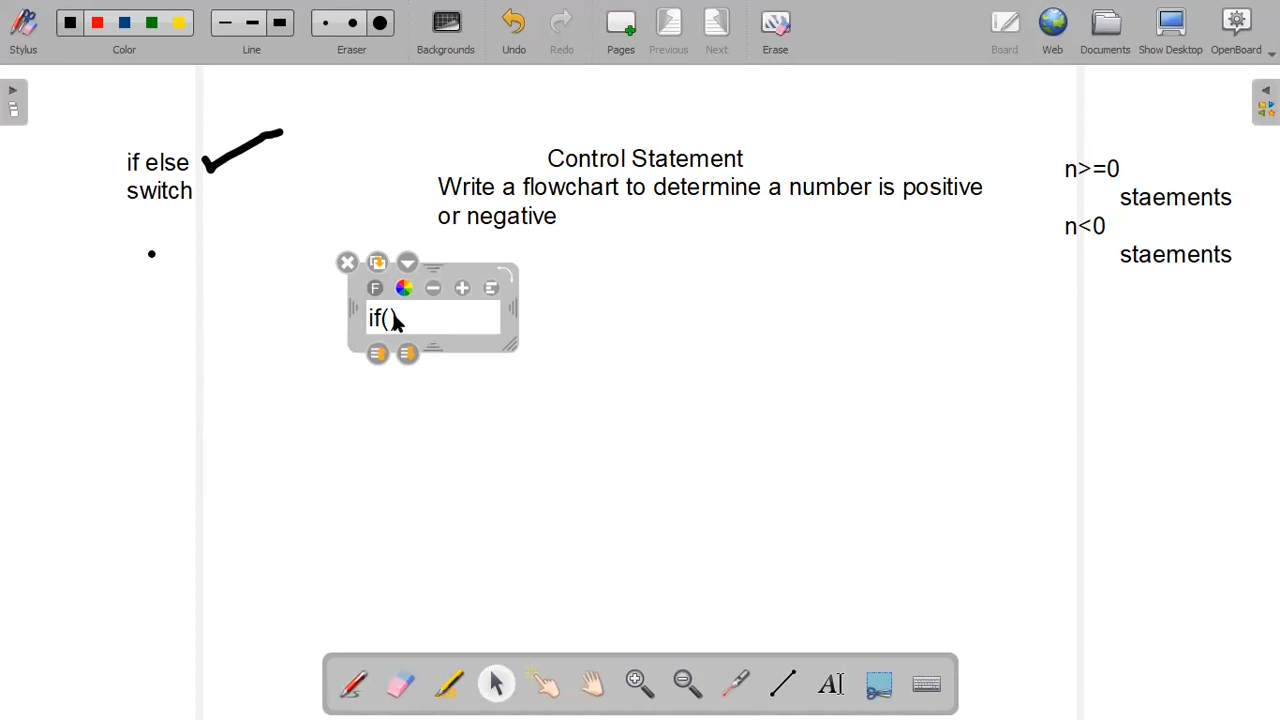 Stylus
Color
Line
Eraser
Backgrounds
Undo
Redo
Pages
Previous
Next
Erase
Board
Web
Documents
Show Desktop
OpenBoard
if else
switch
Control Statement
Write a flowchart to determine a number is positive
or negative
n>=0
staements
n<0
staements
F
if()
AI